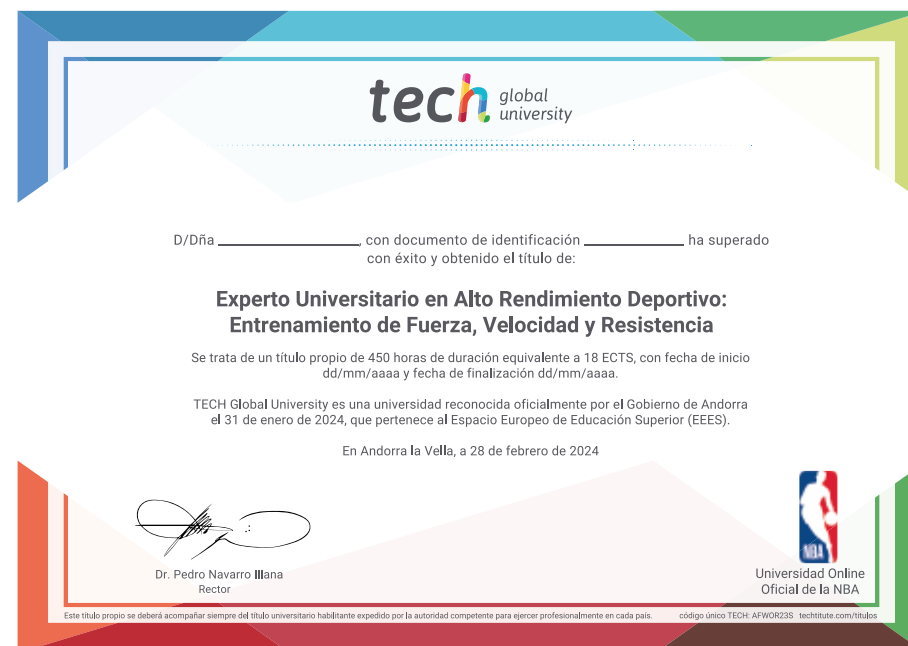 tech global
university
D/Dña ____________________, con documento de identificación ______________ ha superado
con éxito y obtenido el título de:
Experto Universitario en Alto Rendimiento Deportivo:
Entrenamiento de Fuerza, Velocidad y Resistencia
Se trata de un título propio de 450 horas de duración equivalente a 18 ECTS, con fecha de inicio
dd/mm/aaaa y fecha de finalización dd/mm/aaaa.
TECH Global University es una universidad reconocida oficialmente por el Gobierno de Andorra
el 31 de enero de 2024, que pertenece al Espacio Europeo de Educación Superior (EEES).
En Andorra la Vella, a 28 de febrero de 2024
Dr. Pedro Navarro Illana
Rector
NBA
Universidad Online
Oficial de la NBA
Este título propio se deberá acompañar siempre del título universitario habilitante expedido por la autoridad competente para ejercer profesionalmente en cada país. código único TECH: AFWOR23S techtitute.com/titulos